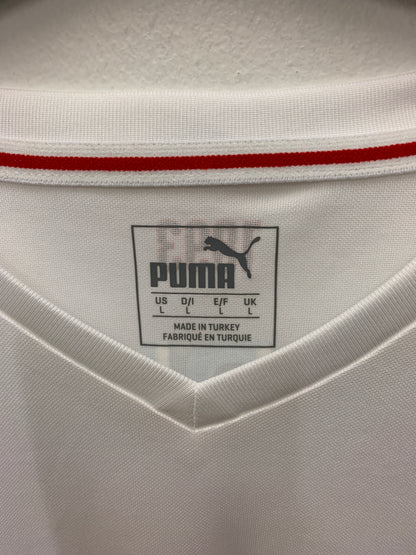 PUMA
US D/I E/F UK
L L L L
MADE IN TURKEY
FABRIQUÉ EN TURQUIE